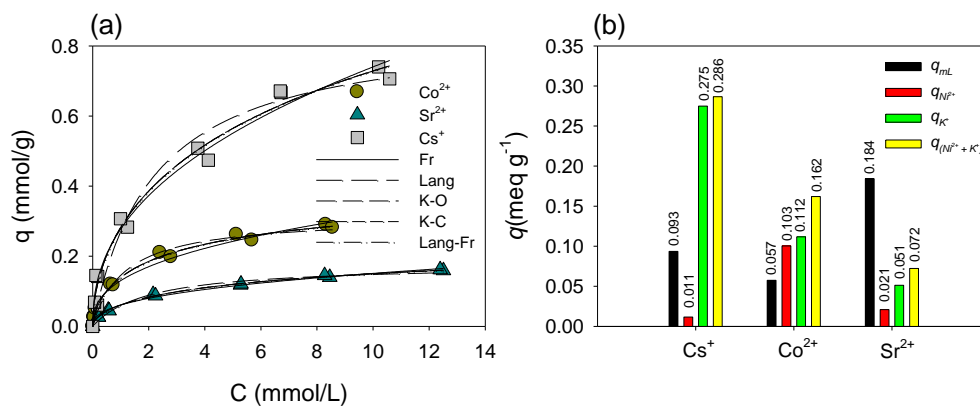 (a)
q (mmol/g)
0.8
0.6
0.4
0.2
0.0
0 2 4 6 8 10 12 14
C (mmol/L)
Co²⁺
Sr²⁺
Cs⁺
Fr
Lang
K-O
K-C
Lang-Fr
(b)
q(meq g⁻¹)
0.35
0.30
0.25
0.20
0.15
0.10
0.05
0.00
0.093
0.011
0.275
0.286
0.057
0.103
0.112
0.162
0.184
0.021
0.051
0.072
Cs⁺ Co²⁺ Sr²⁺
qmL
qNi²⁺
qK⁺
q(Ni²⁺ + K⁺)